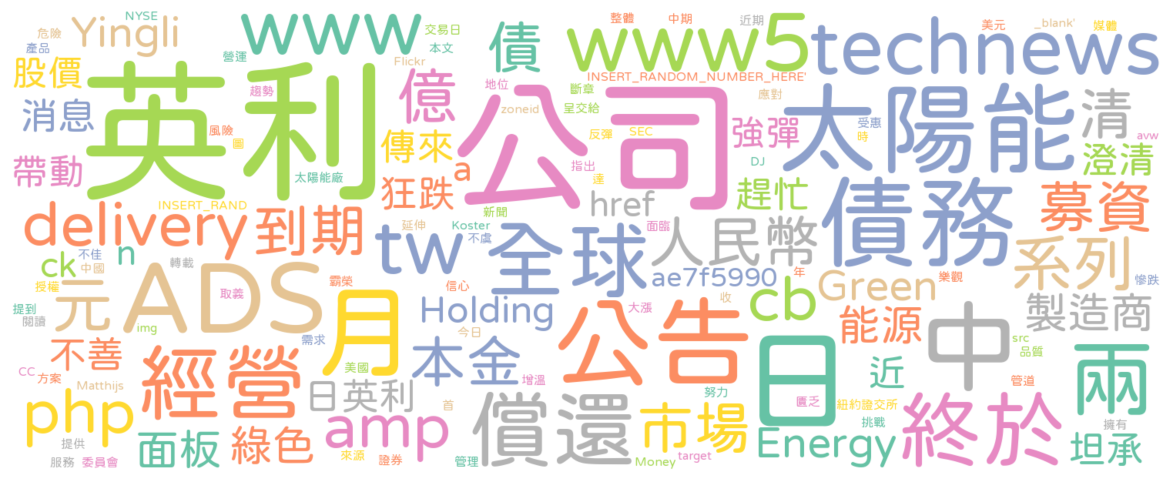 危險
NYSE
Yingli
www
交易日
本文
債
整體
中期
近期
www5
美元
_blank'
媒體
technews
產品
股價
營運
趨勢
Flickr
億
地位
斷章
zoneid
呈交給
INSERT_RANDOM_NUMBER_HERE'
應對
消息
英利
公司
太陽能
清
強彈
受惠
時
avw
風險
圖
傳來
反彈
SEC
澄清
帶動
太陽能廠
a
指出
達
DJ
狂跌
趕忙
INSERT_RAND
新聞
href
債務
募資
delivery
到期
延伸
Koster
不虞
面臨
人民幣
tw
全球
n
系列
ck
不佳
中國
轉載
霸榮
信心
ae7f5990
年
樂觀
慘跌
授權
取義
ADS
元
Green
cb
收
提到
閱讀
img
月
Holding
大漲
公告
能源
中
製造商
src
品質
需求
今日
不善
經營
美國
本金
日
兩
CC
方案
Matthijs
日英利
增溫
近
管道
php
首
努力
匱乏
紐約證交所
擁有
amp
償還
市場
挑戰
終於
提供
面板
綠色
來源
Energy
坦承
服務
委員會
證券
管理
Money
target